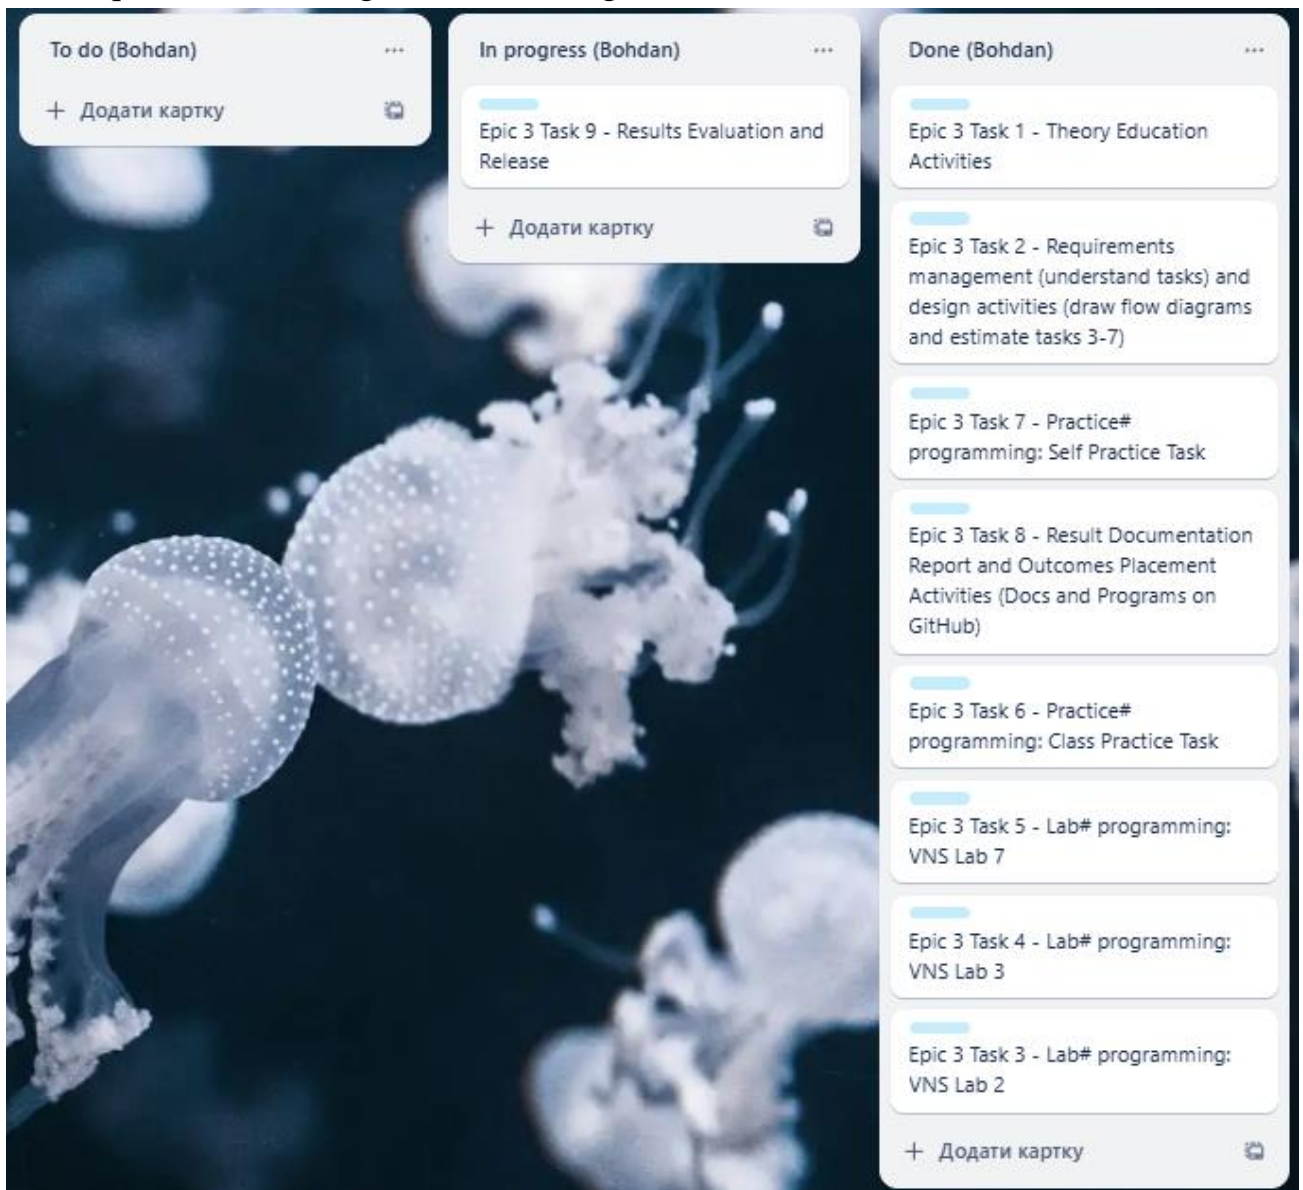 To do (Bohdan)
Додати картку
In progress (Bohdan)
Epic 3 Task 9 - Results Evaluation and
Release
Додати картку
Done (Bohdan)
Epic 3 Task 1 - Theory Education
Activities
Epic 3 Task 2 - Requirements
management (understand tasks) and
design activities (draw flow diagrams
and estimate tasks 3-7)
Epic 3 Task 7 - Practice#
programming: Self Practice Task
Epic 3 Task 8 - Result Documentation
Report and Outcomes Placement
Activities (Docs and Programs on
GitHub)
Epic 3 Task 6 - Practice#
programming: Class Practice Task
Epic 3 Task 5 - Lab# programming:
VNS Lab 7
Epic 3 Task 4 - Lab# programming:
VNS Lab 3
Epic 3 Task 3 - Lab# programming:
VNS Lab 2
Додати картку